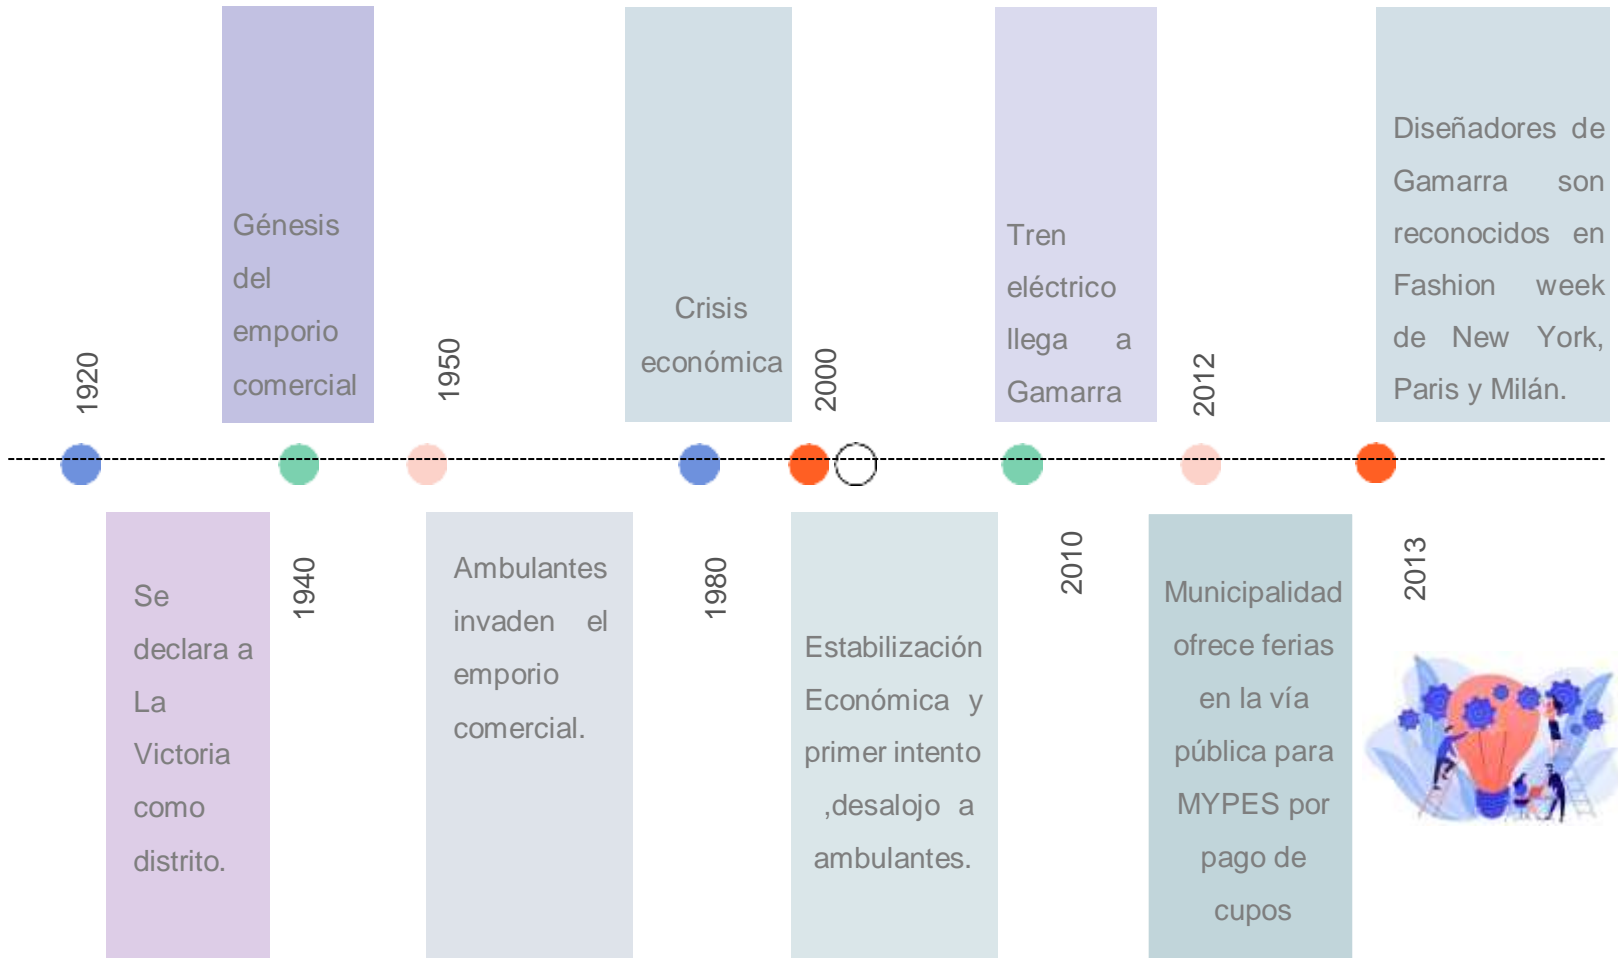 1920
Se
declara a
La
Victoria
como
distrito.
Génesis
del
emporio
comercial
1940
1950
Ambulantes
invaden el
emporio
comercial.
Crisis
económica
1980
2000
Estabilización
Económica y
primer intento
,desalojo a
ambulantes.
Tren
eléctrico
llega a
Gamarra
2010
2012
Municipalidad
ofrece ferias
en la vía
pública para
MYPES por
pago de
cupos
Diseñadores de
Gamarra son
reconocidos en
Fashion week
de New York,
Paris y Milán.
2013